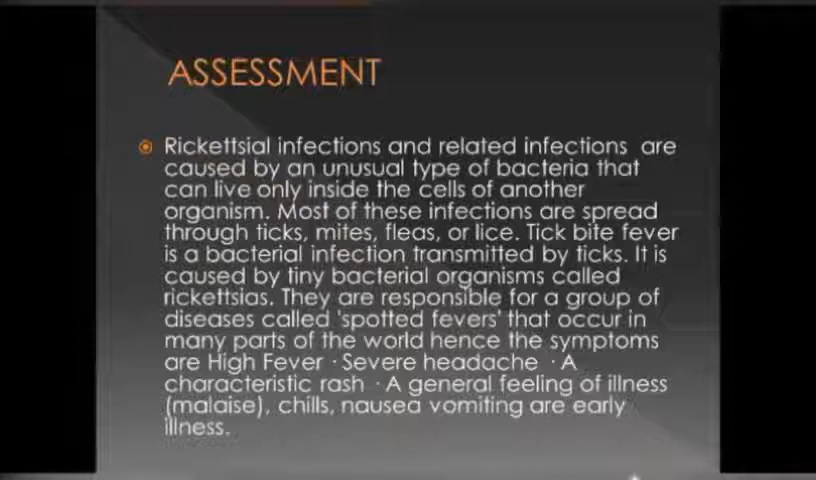 ASSESSMENT
Rickettsial infections and related infections are
caused by an unusual type of bacteria that
can live only inside the cells of another
organism. Most of these infections are spread
through ticks, mites, fleas, or lice. Tick bite fever
is a bacterial infection transmitted by ticks. It is
caused by tiny bacterial organisms called
rickettsias. They are responsible for a group of
diseases called 'spotted fevers' that occur in
many parts of the world hence the symptoms
are High Fever · Severe headache · A
characteristic rash · A general feeling of illness
(malaise), chills, nausea vomiting are early
illness.